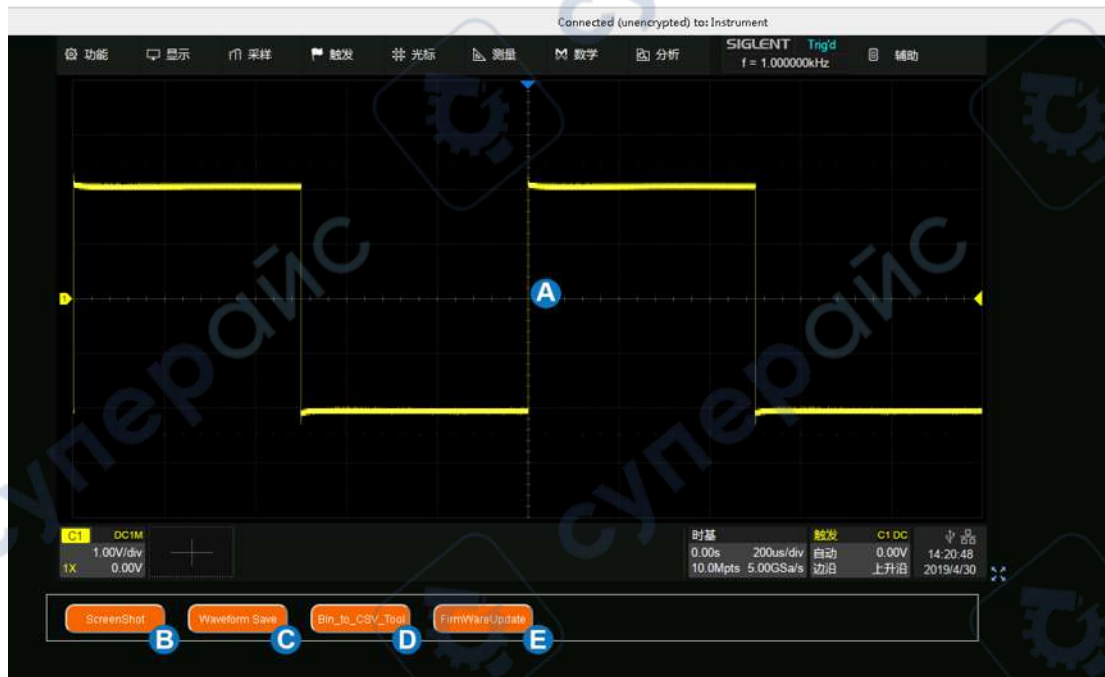 Connected (unencrypted) to: Instrument
功能 显示 采样 触发 光标 测量 数学 分析 SIGLENT Trig'd 辅助
f = 1.000000kHz
1
A
C1 DC1M 时基 触发 C1 DC
1.00V/div 0.00s 200us/div 自动 0.00V 14:20:48
1X 0.00V 10.0Mpts 5.00GSa/s 边沿 上升沿 2019/4/30
ScreenShot Waveform Save Bin_to_CSV_Tool FirmWareUpdate
B C D E
суперайс
суперайс